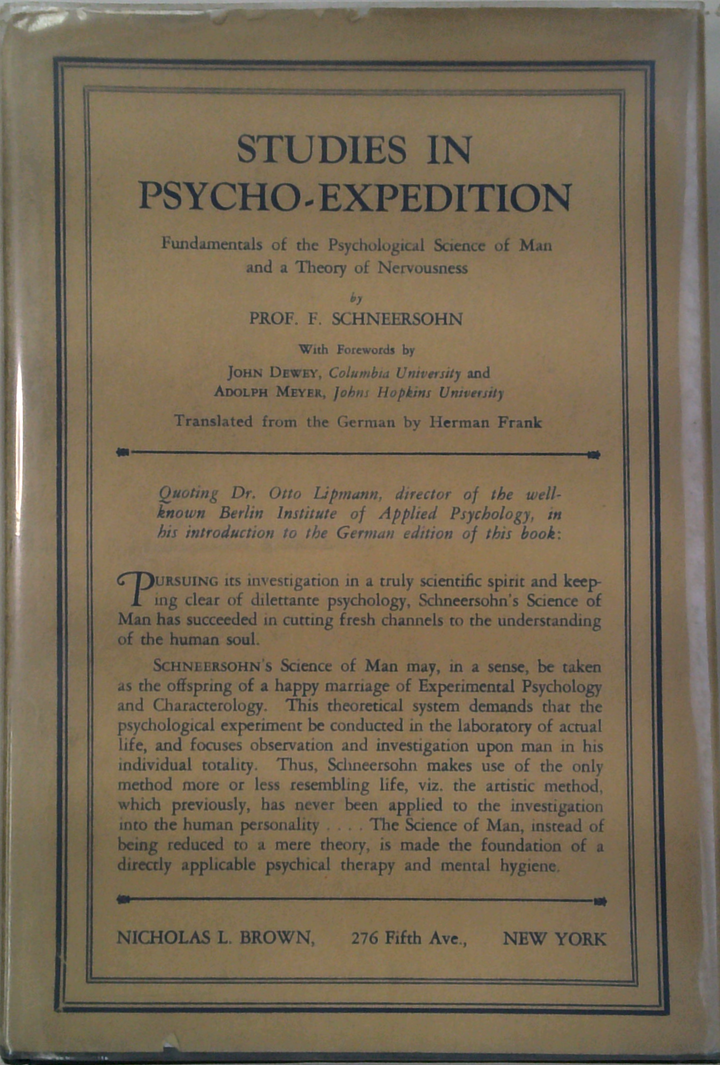 STUDIES IN
PSYCHO-EXPEDITION
Fundamentals of the Psychological Science of Man
and a Theory of Nervousness
by
PROF. F. SCHNEERSOHN
With Forewords by
JOHN DEWEY, Columbia University and
ADOLPH MEYER, Johns Hopkins University
Translated from the German by Herman Frank
Quoting Dr. Otto Lipmann, director of the well-
known Berlin Institute of Applied Psychology, in
his introduction to the German edition of this book:
PURSUING its investigation in a truly scientific spirit and keep-
ing clear of dilettante psychology, Schneersohn's Science of
Man has succeeded in cutting fresh channels to the understanding
of the human soul.
SCHNEERSOHN'S Science of Man may, in a sense, be taken
as the offspring of a happy marriage of Experimental Psychology
and Characterology. This theoretical system demands that the
psychological experiment be conducted in the laboratory of actual
life, and focuses observation and investigation upon man in his
individual totality. Thus, Schneersohn makes use of the only
method more or less resembling life, viz. the artistic method,
which previously, has never been applied to the investigation
into the human personality . . . . The Science of Man, instead of
being reduced to a mere theory, is made the foundation of a
directly applicable psychical therapy and mental hygiene.
NICHOLAS L. BROWN, 276 Fifth Ave., NEW YORK